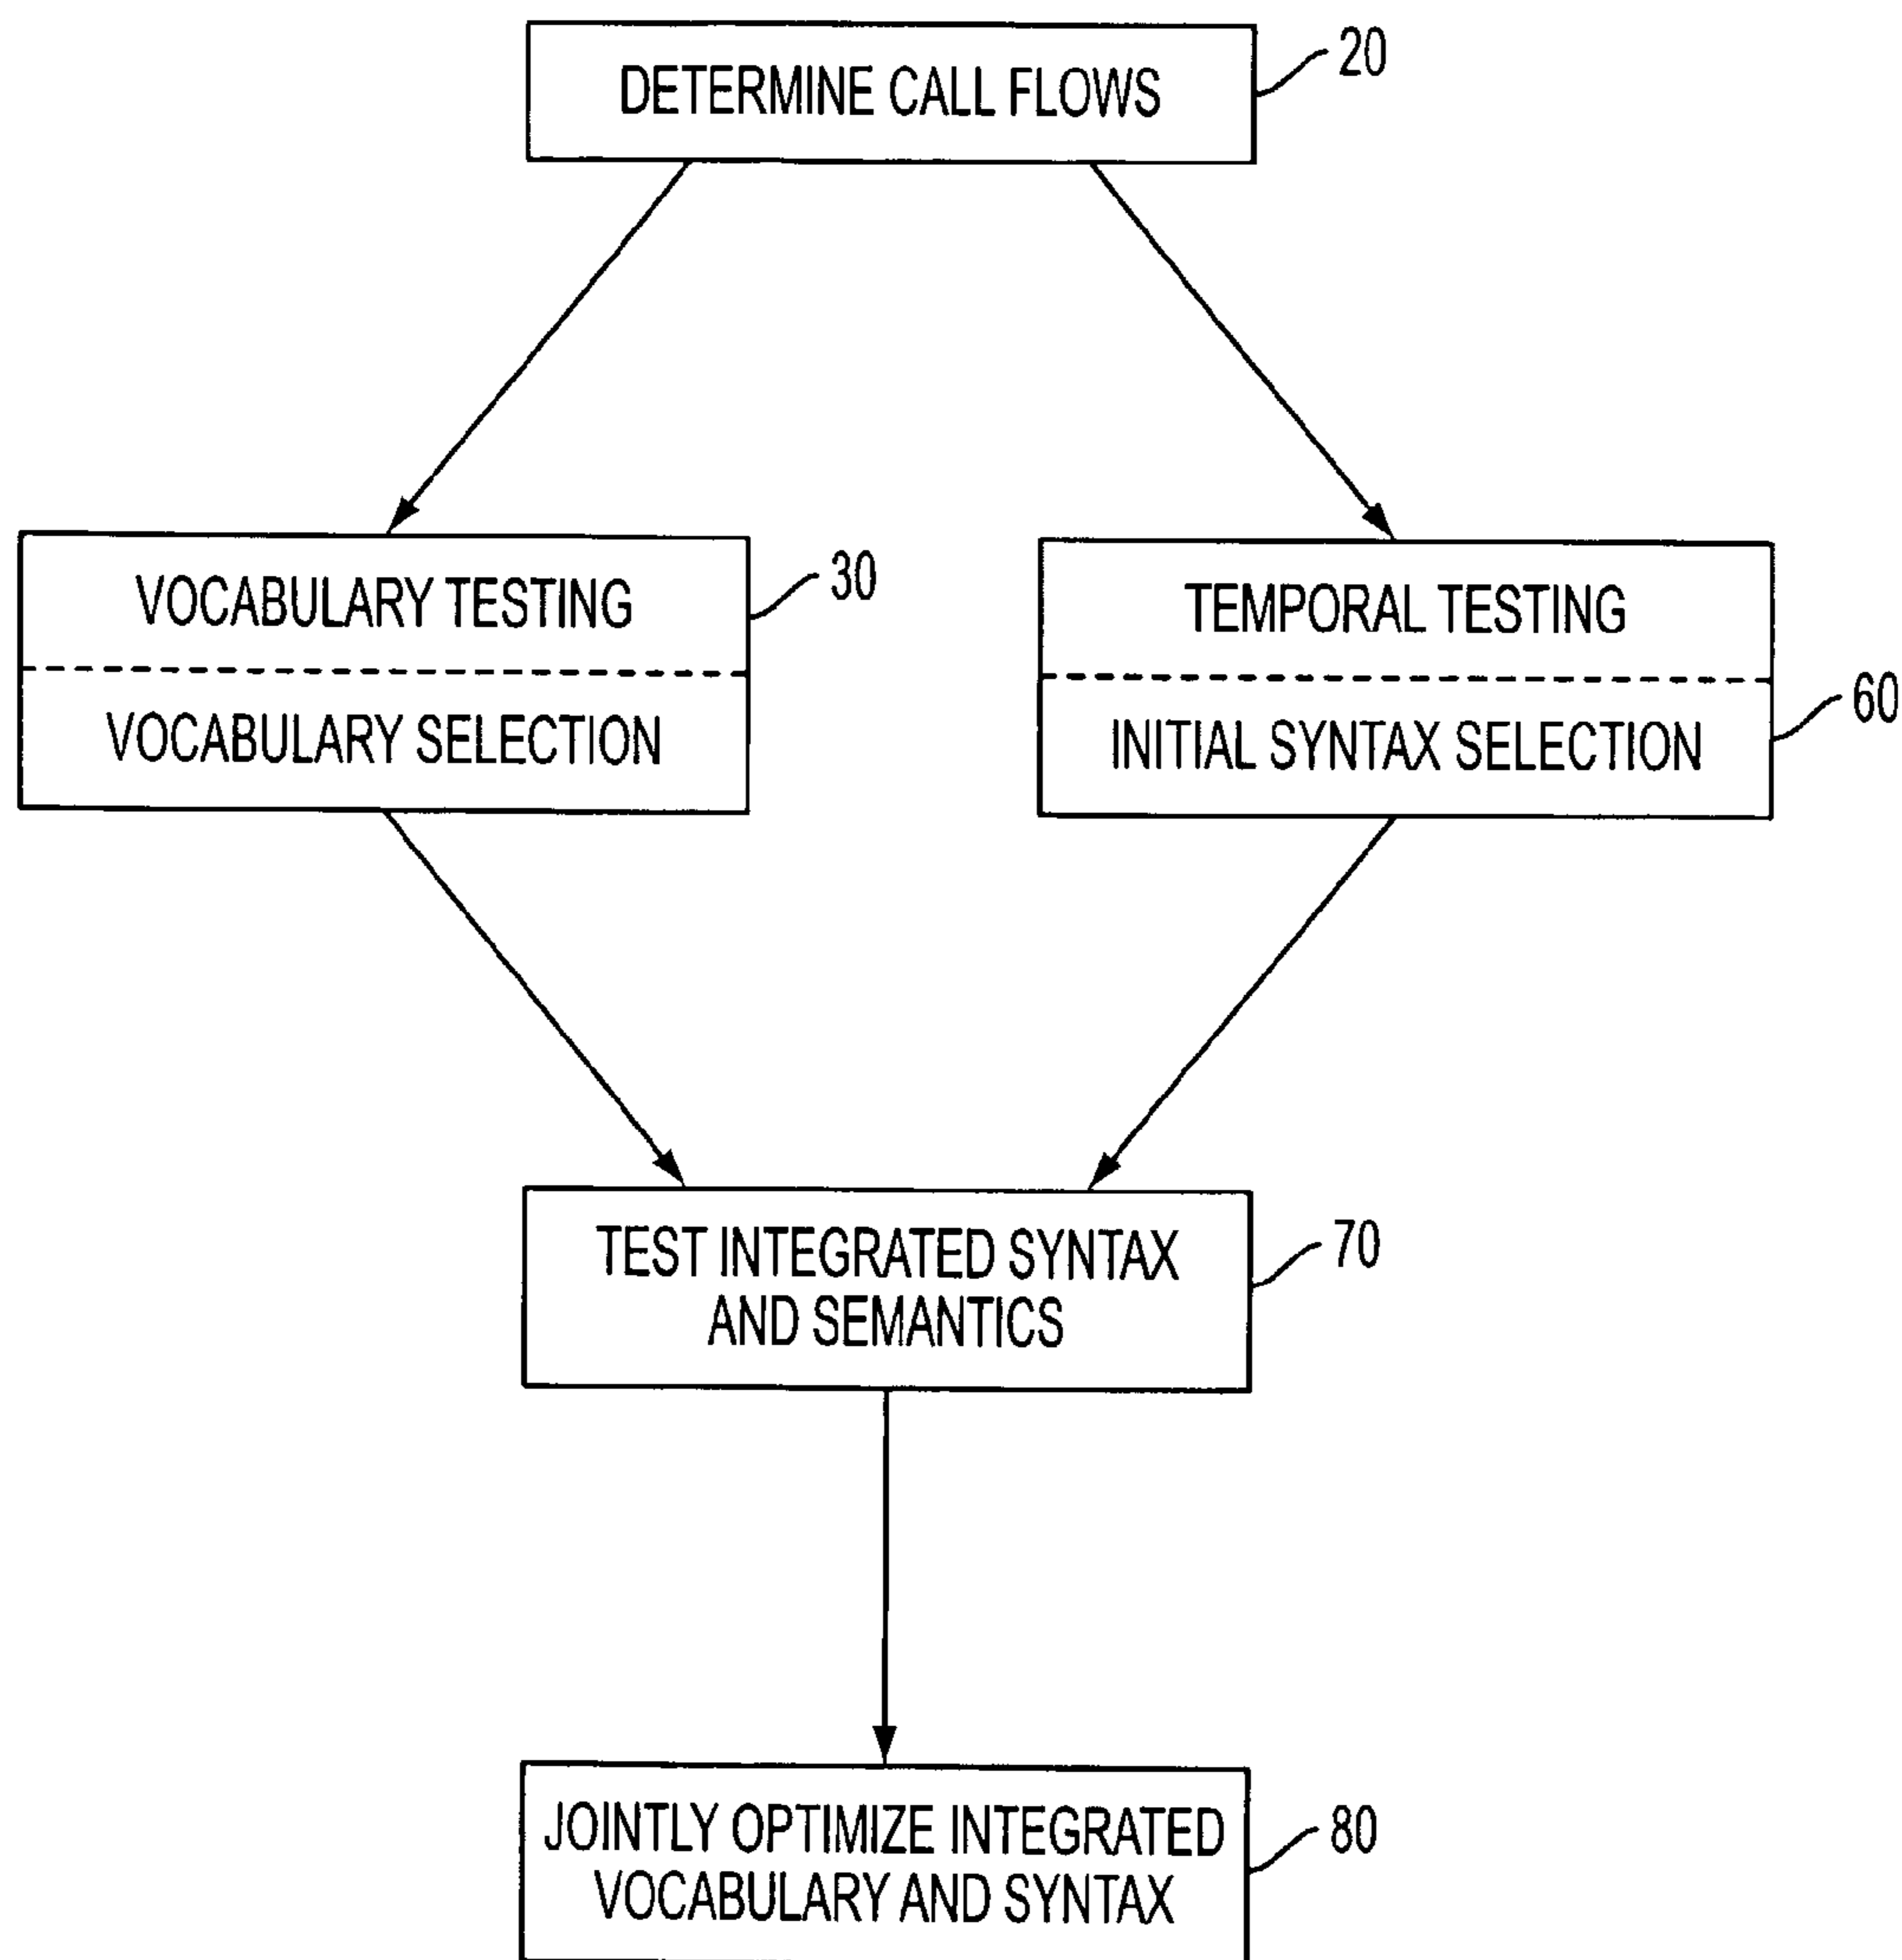 DETERMINE CALL FLOWS
20
VOCABULARY TESTING
30
VOCABULARY SELECTION
TEMPORAL TESTING
INITIAL SYNTAX SELECTION
60
TEST INTEGRATED SYNTAX
AND SEMANTICS
70
JOINTLY OPTIMIZE INTEGRATED
VOCABULARY AND SYNTAX
80